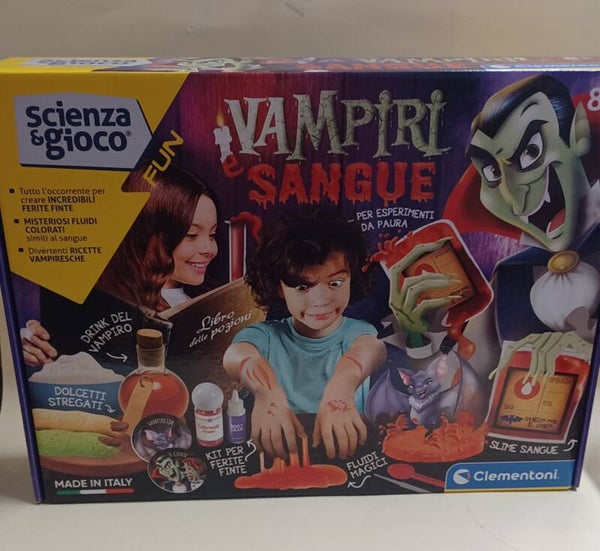 Scienza
&gioco®
FUN
Tutto l'occorrente per
creare INCREDIBILI
FERITE FINTE
MISTERIOSI FLUIDI
COLORATI
simili al sangue
Divertenti RICETTE
VAMPIRESCHE
VAMPIRI
e SANGUE
- PER ESPERIMENTI
DA PAURA
8
Libro
delle pozioni
DRINK DEL
VAMPIRO
DOLCETTI
STREGATI
KIT PER
FERITE
FINTE
FLUIDI
MAGICI
SLIME SANGUE
MADE IN ITALY
Clementoni